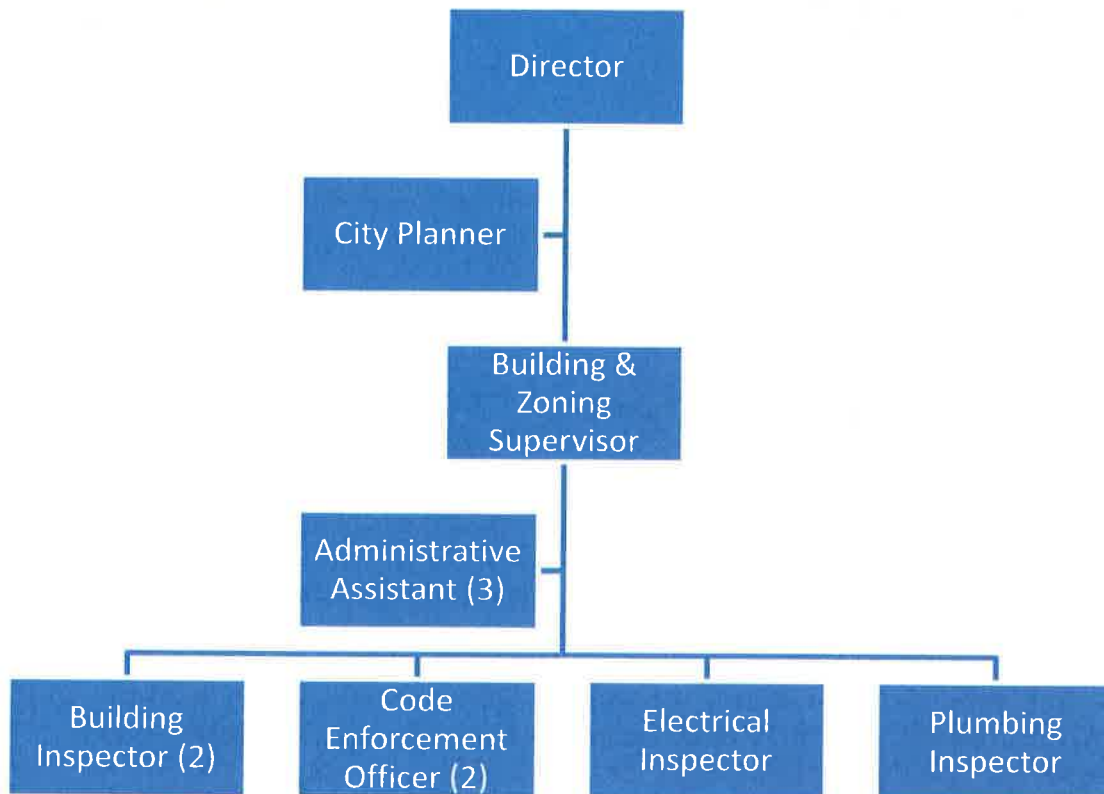 Director
City Planner
Building &
Zoning
Supervisor
Administrative
Assistant (3)
Building
Inspector (2)
Code
Enforcement
Officer (2)
Electrical
Inspector
Plumbing
Inspector